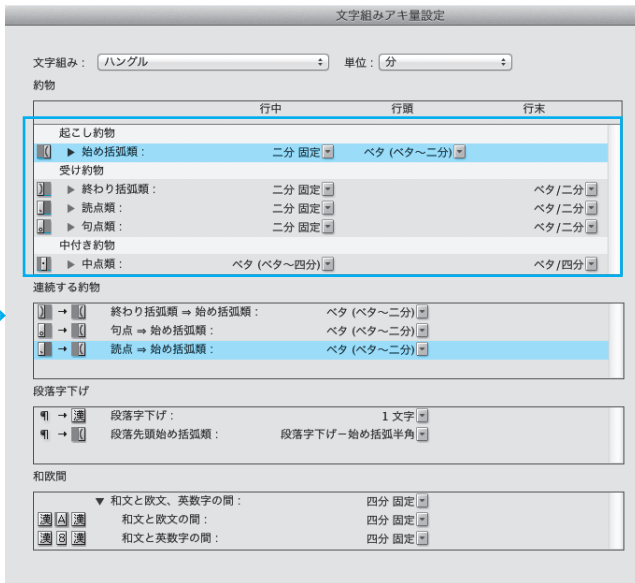 文字組みアキ量設定
文字組み： ハングル 単位： 分
約物
行中 行頭 行末
起こし約物
始め括弧類： 二分 固定 ベタ (ベタ～二分)
受け約物
終わり括弧類： 二分 固定 ベタ/二分
読点類： 二分 固定 ベタ/二分
句点類： 二分 固定 ベタ/二分
中付き約物
中点類： ベタ (ベタ～四分) ベタ/四分
連続する約物
終わり括弧類 ⇒ 始め括弧類： ベタ (ベタ～二分)
句点 ⇒ 始め括弧類： ベタ (ベタ～二分)
読点 ⇒ 始め括弧類： ベタ (ベタ～二分)
段落字下げ
¶ → 漢 段落字下げ： 1 文字
¶ → 段落先頭始め括弧類： 段落字下げー始め括弧半角
和欧間
▼ 和文と欧文、英数字の間： 四分 固定
漢 A 漢 和文と欧文の間： 四分 固定
漢 8 漢 和文と英数字の間： 四分 固定